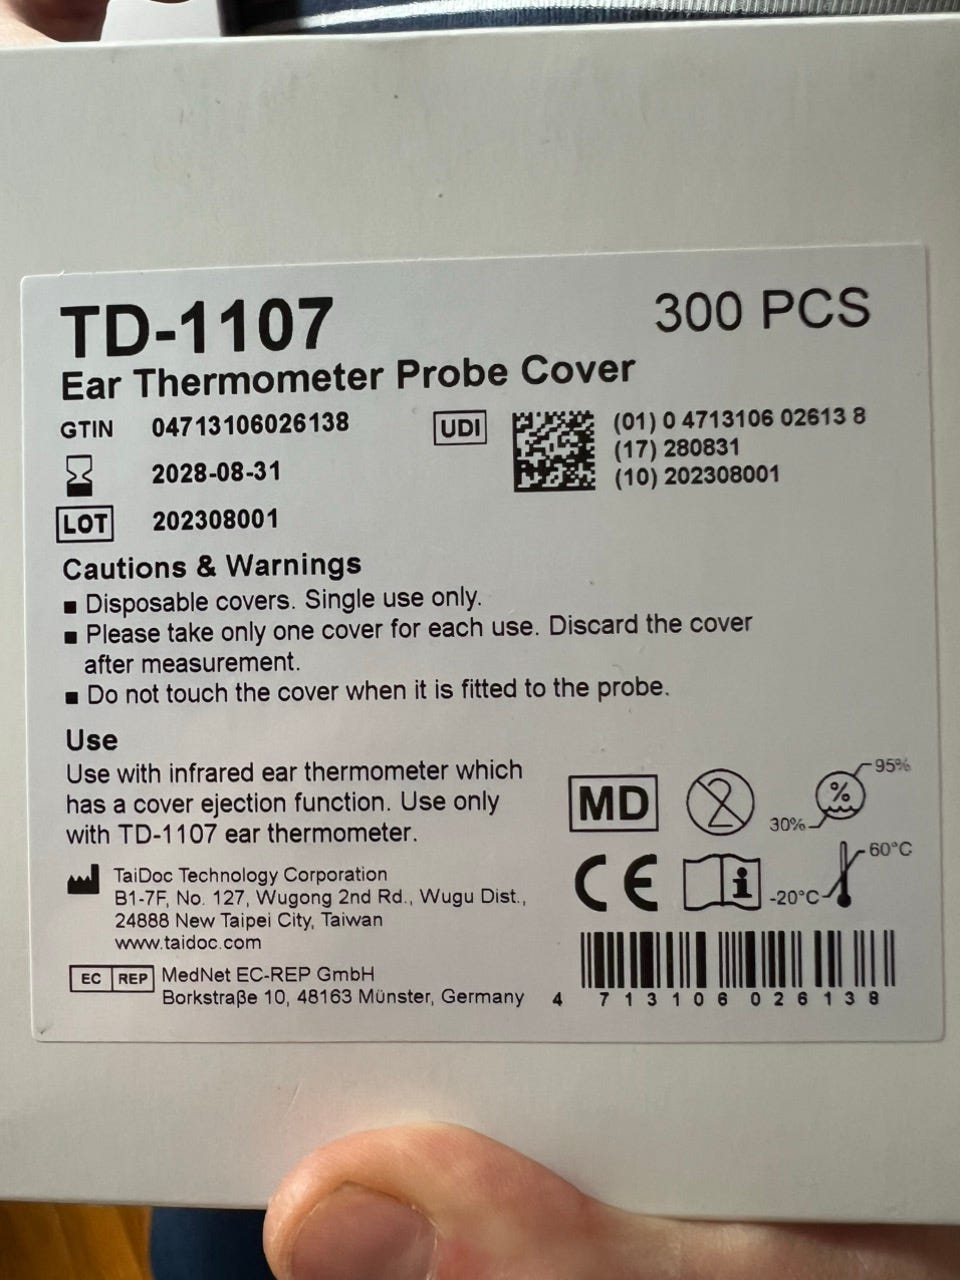 TD-1107
300 PCS
Ear Thermometer Probe Cover
GTIN 04713106026138
UDI
(01) 0 4713106 02613 8
(17) 280831
(10) 202308001
2028-08-31
LOT 202308001
Cautions & Warnings
■ Disposable covers. Single use only.
■ Please take only one cover for each use. Discard the cover
after measurement.
■ Do not touch the cover when it is fitted to the probe.
Use
Use with infrared ear thermometer which
has a cover ejection function. Use only
with TD-1107 ear thermometer.
MD
2
%
95%
30%
CE
i
60°C
-20°C
TaiDoc Technology Corporation
B1-7F, No. 127, Wugong 2nd Rd., Wugu Dist.,
24888 New Taipei City, Taiwan
www.taidoc.com
EC REP MedNet EC-REP GmbH
Borkstraβe 10, 48163 Münster, Germany
4 713106 026138